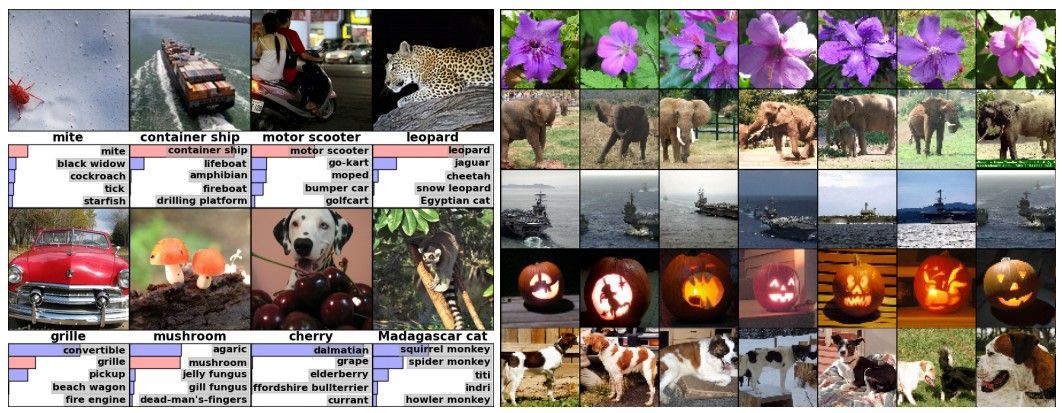 mite
container ship
motor scooter
leopard
mite
black widow
cockroach
tick
starfish
container ship
lifeboat
amphibian
fireboat
drilling platform
motor scooter
go-kart
moped
bumper car
golfcart
leopard
jaguar
cheetah
snow leopard
Egyptian cat
grille
mushroom
cherry
Madagascar cat
convertible
grille
pickup
beach wagon
fire engine
agaric
mushroom
jelly fungus
gill fungus
dead-man's-fingers
dalmatian
grape
elderberry
ffordshire bullterrier
currant
squirrel monkey
spider monkey
titi
indri
howler monkey